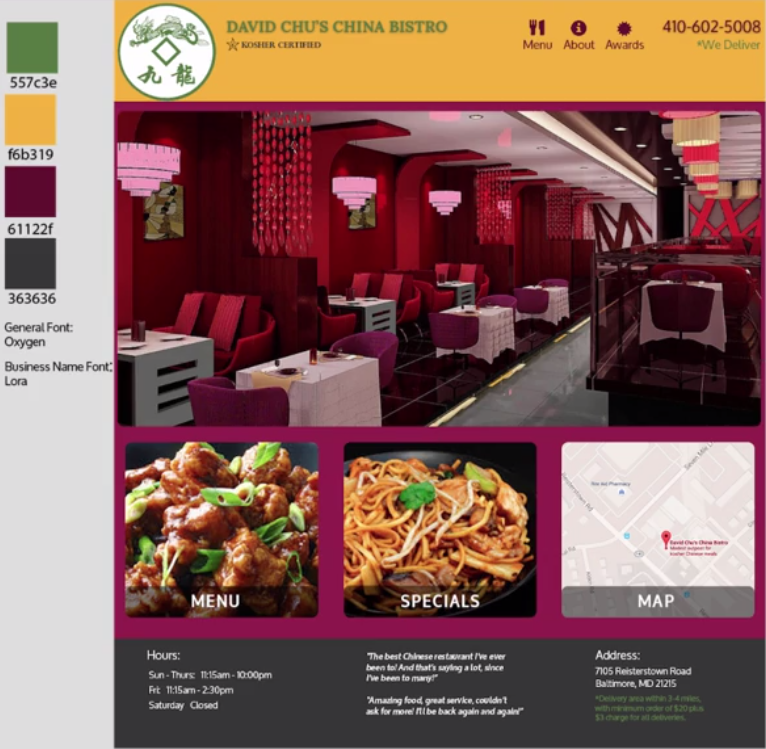 557c3e
f6b319
61122f
363636
General Font:
Oxygen
Business Name Font:
Lora
九 龍
DAVID CHU'S CHINA BISTRO
KOSHER CERTIFIED
Menu About Awards
410-602-5008
*We Deliver
MENU
SPECIALS
Rite Aid Pharmacy
David Chu's China Bistro
kosher Chinese meals
MAP
Hours:
Sun - Thurs: 11:15am - 10:00pm
Fri: 11:15am - 2:30pm
Saturday Closed
"The best Chinese restaurant I've ever
been to! And that's saying a lot, since
I've been to many!"
"Amazing food, great service, couldn't
ask for more! I'll be back again and again!"
Address:
7105 Reisterstown Road
Baltimore, MD 21215
*Delivery area within 3-4 miles,
with minimum order of $20 plus
$3 charge for all deliveries.